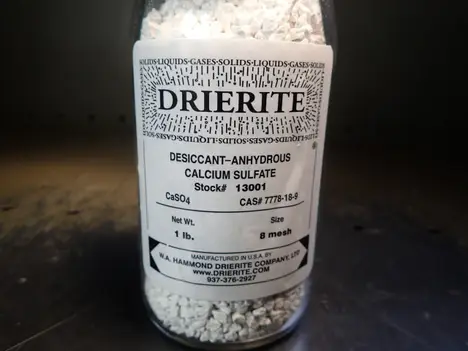 SOLIDS·LIQUIDS·GASES·SOLIDS·LIQUIDS·GASES·SOLIDS
DRIERITE
®
DESICCANT–ANHYDROUS
CALCIUM SULFATE
Stock# 13001
CaSO4 CAS# 7778-18-9
Net Wt. Size
1 lb. 8 mesh
MANUFACTURED IN U.S.A. BY
W.A. HAMMOND DRIERITE COMPANY, LTD
www.DRIERITE.COM
937-376-2927